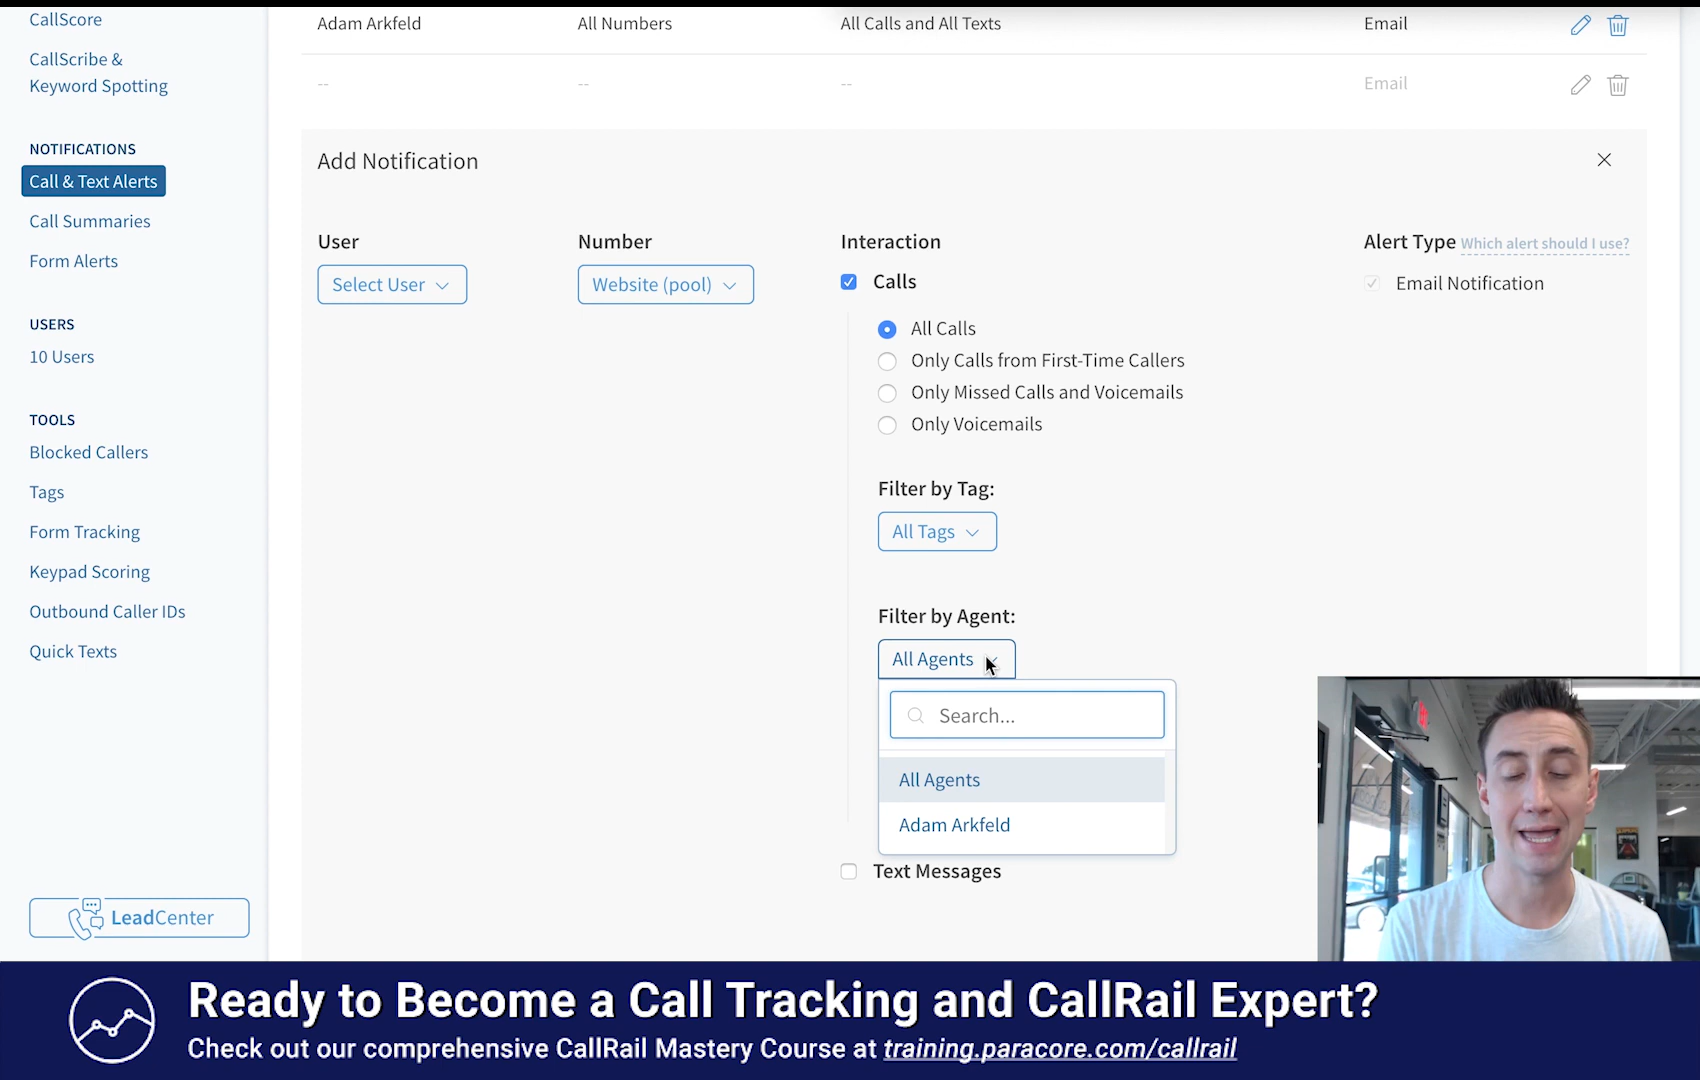 CallScore
CallScribe &
Keyword Spotting
NOTIFICATIONS
Call & Text Alerts
Call Summaries
Form Alerts
USERS
10 Users
TOOLS
Blocked Callers
Tags
Form Tracking
Keypad Scoring
Outbound Caller IDs
Quick Texts
LeadCenter
Adam Arkfeld All Numbers All Calls and All Texts Email
-- -- -- Email
Add Notification
User Number Interaction Alert Type Which alert should I use?
Select User Website (pool) Calls Email Notification
All Calls
Only Calls from First-Time Callers
Only Missed Calls and Voicemails
Only Voicemails
Filter by Tag:
All Tags
Filter by Agent:
All Agents
Search...
All Agents
Adam Arkfeld
Text Messages
Ready to Become a Call Tracking and CallRail Expert?
Check out our comprehensive CallRail Mastery Course at training.paracore.com/callrail